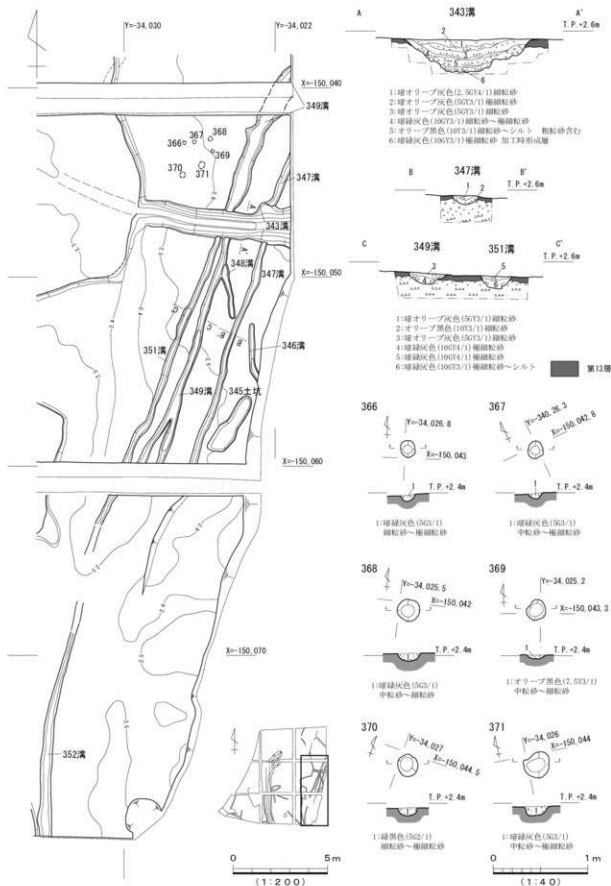 Y=-34,030
Y=-34,022
X=-150,040
349溝
366
367
368
369
370
371
347溝
343溝
348溝
347溝
X=-150,050
351溝
349溝
345土坑
346溝
X=-150,060
X=-150,070
352溝
0 5m
(1:200)
A 343溝 A'
T.P.+2.6m
1:暗オリーブ灰色(2.5GY4/1)細粒砂
2:暗オリーブ灰色(5GY3/1)極細粒砂
3:暗オリーブ灰色(5GY3/1)細粒砂
4:暗緑灰色(10GY3/1)細粒砂～極細粒砂
5:オリーブ黒色(10Y3/1)細粒砂～シルト 粗粒砂含む
6:暗緑灰色(10GY3/1)極細粒砂 加工時形成層
B 347溝 B'
T.P.+2.6m
C 349溝 351溝 C'
T.P.+2.6m
1:暗オリーブ灰色(5GY3/1)細粒砂
2:オリーブ黒色(10Y3/1)細粒砂
3:暗オリーブ灰色(5GY3/1)細粒砂
4:暗緑灰色(10GY4/1)極細粒砂
5:暗緑灰色(10GY4/1)極細粒砂
6:暗緑灰色(10GY3/1)極細粒砂～シルト
第13層
366
Y=-34,026.8
X=-150,043
T.P.+2.4m
1:暗緑灰色(5G3/1)
細粒砂～極細粒砂
367
Y=-340,26.3
X=-150,042.8
T.P.+2.4m
1:暗緑灰色(5G3/1)
中粒砂～細粒砂
368
Y=-34,025.5
X=-150,042
T.P.+2.4m
1:暗緑灰色(5G3/1)
中粒砂～細粒砂
369
Y=-34,025.2
X=-150,043.3
T.P.+2.4m
1:オリーブ黒色(7.5Y3/1)
中粒砂～細粒砂
370
Y=-34,027
X=-150,044.5
T.P.+2.4m
1:緑黒色(5G2/1)
細粒砂～極細粒砂
371
Y=-34,026
X=-150,044
T.P.+2.4m
1:暗緑灰色(5G3/1)
中粒砂～極細粒砂
0 1m
(1:40)